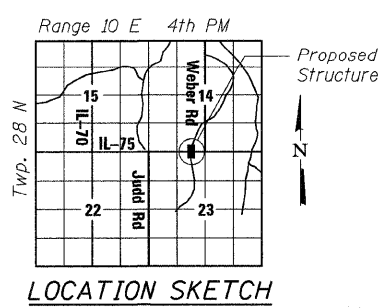 Range 10 E 4th PM
Proposed
Structure
Twp. 28 N
15
14
IL-70
IL-75
Weber Rd
Judd Rd
22
23
N
LOCATION SKETCH